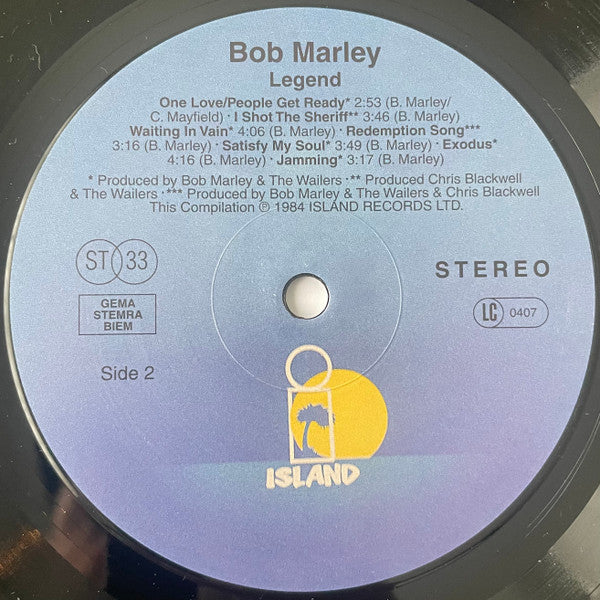 Bob Marley
Legend
One Love/People Get Ready* 2:53 (B. Marley/
C. Mayfield) · I Shot The Sheriff** 3:46 (B. Marley)
Waiting In Vain* 4:06 (B. Marley) · Redemption Song***
3:16 (B. Marley) · Satisfy My Soul* 3:49 (B. Marley) · Exodus*
4:16 (B. Marley) · Jamming* 3:17 (B. Marley)
* Produced by Bob Marley & The Wailers · ** Produced Chris Blackwell
& The Wailers · *** Produced by Bob Marley & The Wailers & Chris Blackwell
This Compilation ℗ 1984 ISLAND RECORDS LTD.
ST 33
STEREO
GEMA
STEMRA
BIEM
LC 0407
Side 2
ISLAND